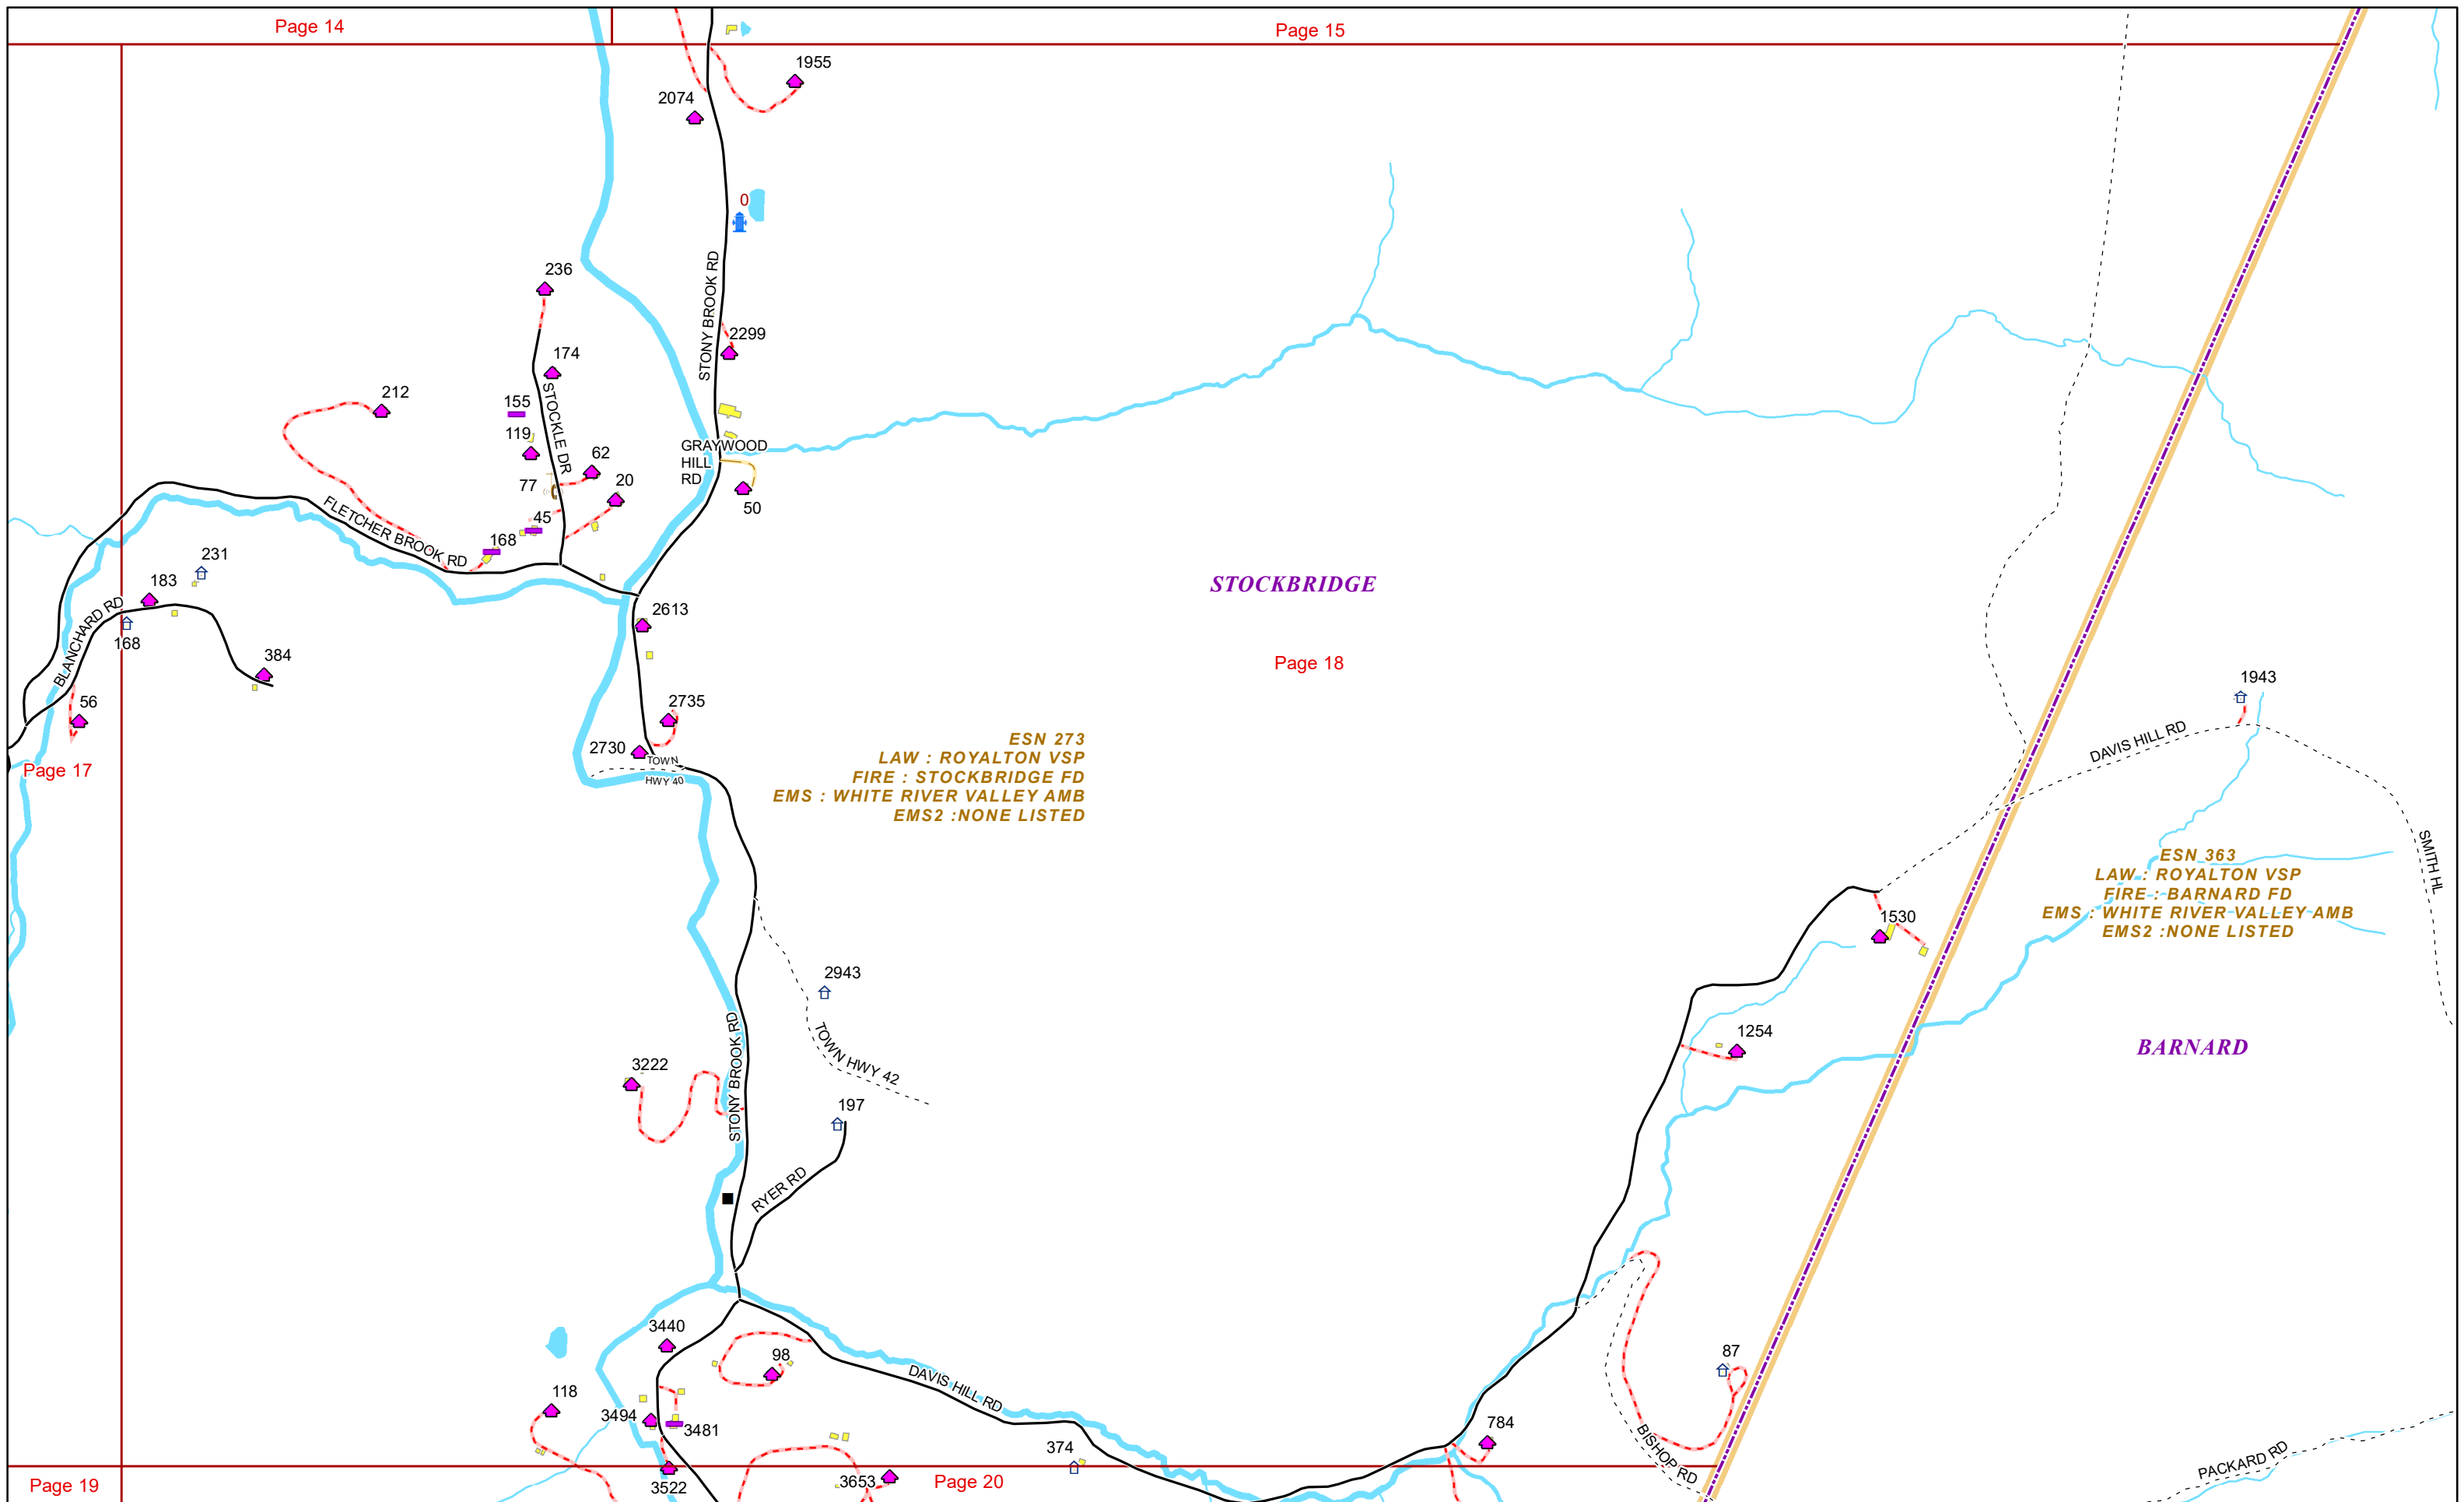 Page 14
Page 15
1955
2074
0
236
STONY BROOK RD
2299
174
212
155
STOCKLE DR
119
GRAYWOOD
HILL
RD
62
77
20
50
45
FLETCHER BROOK RD
168
231
183
STOCKBRIDGE
BLANCHARD RD
168
2613
384
Page 18
56
2735
1943
2730
TOWN
HWY 40
DAVIS HILL RD
Page 17
ESN 273
LAW : ROYALTON VSP
FIRE : STOCKBRIDGE FD
EMS : WHITE RIVER VALLEY AMB
EMS2 :NONE LISTED
SMITH HL
ESN 363
LAW : ROYALTON VSP
FIRE : BARNARD FD
EMS : WHITE RIVER VALLEY AMB
EMS2 :NONE LISTED
1530
2943
STONY BROOK RD
TOWN HWY 42
1254
BARNARD
3222
197
RYER RD
3440
98
87
118
DAVIS HILL RD
3494
3481
784
374
BISHOP RD
PACKARD RD
Page 19
3522
3653
Page 20